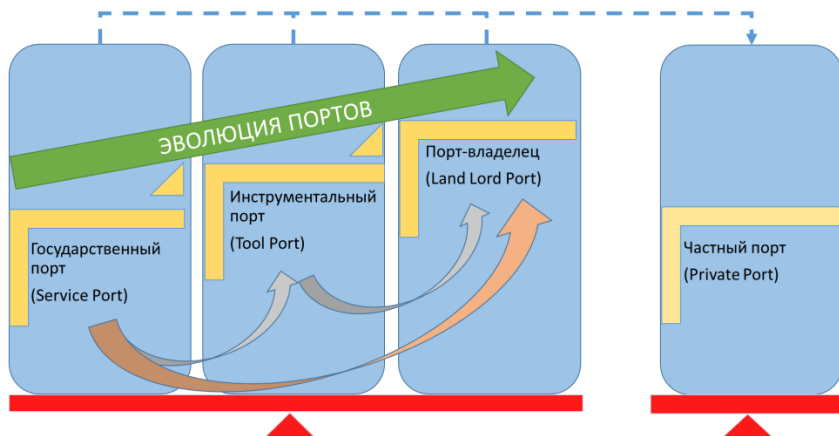 ЭВОЛЮЦИЯ ПОРТОВ
Государственный
порт
(Service Port)
Инструментальный
порт
(Tool Port)
Порт-владелец
(Land Lord Port)
Частный порт
(Private Port)